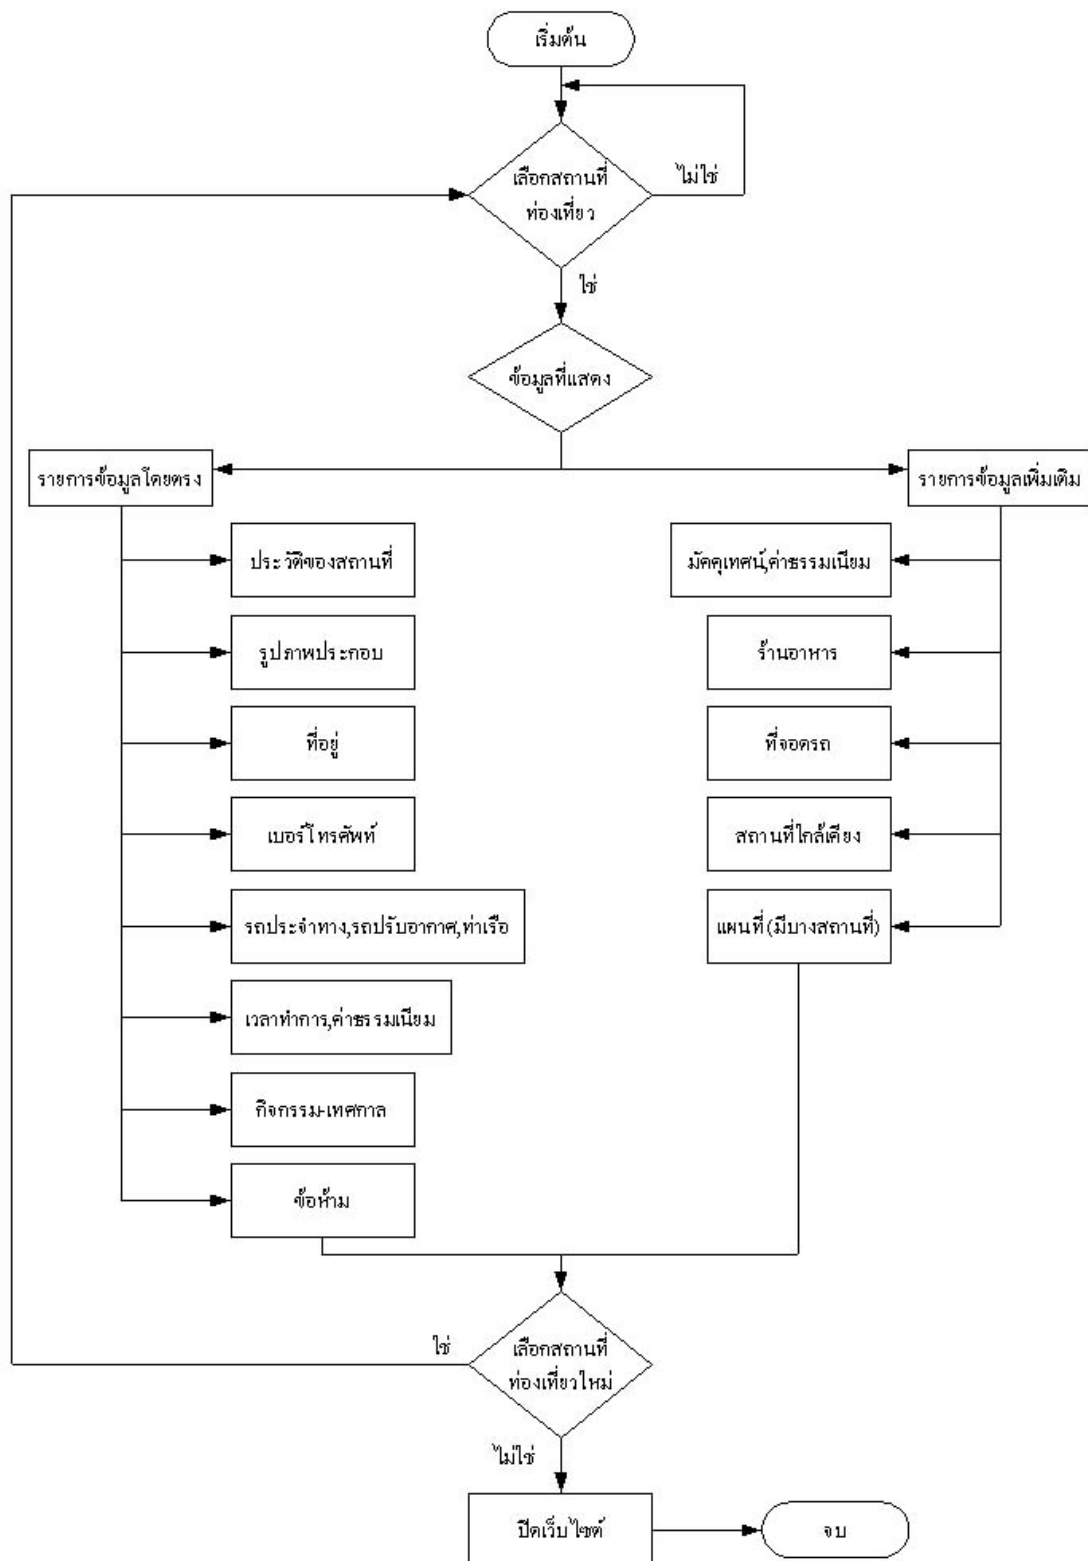 เริ่มต้น
เลือกสถานที่
ท่องเที่ยว
ไม่ใช่
ใช่
ข้อมูลที่แสดง
รายการข้อมูลโดยตรง
รายการข้อมูลเพิ่มเติม
ประวัติของสถานที่
มัคคุเทศน์,ค่าธรรมเนียม
รูปภาพประกอบ
ร้านอาหาร
ที่อยู่
ที่จอดรถ
เบอร์โทรศัพท์
สถานที่ใกล้เคียง
รถประจำทาง,รถปรับอากาศ,ท่าเรือ
แผนที่(มีบางสถานที่)
เวลาทำการ,ค่าธรรมเนียม
กิจกรรม-เทศกาล
ข้อห้าม
ใช่
เลือกสถานที่
ท่องเที่ยวใหม่
ไม่ใช่
ปิดเว็บไซต์
จบ